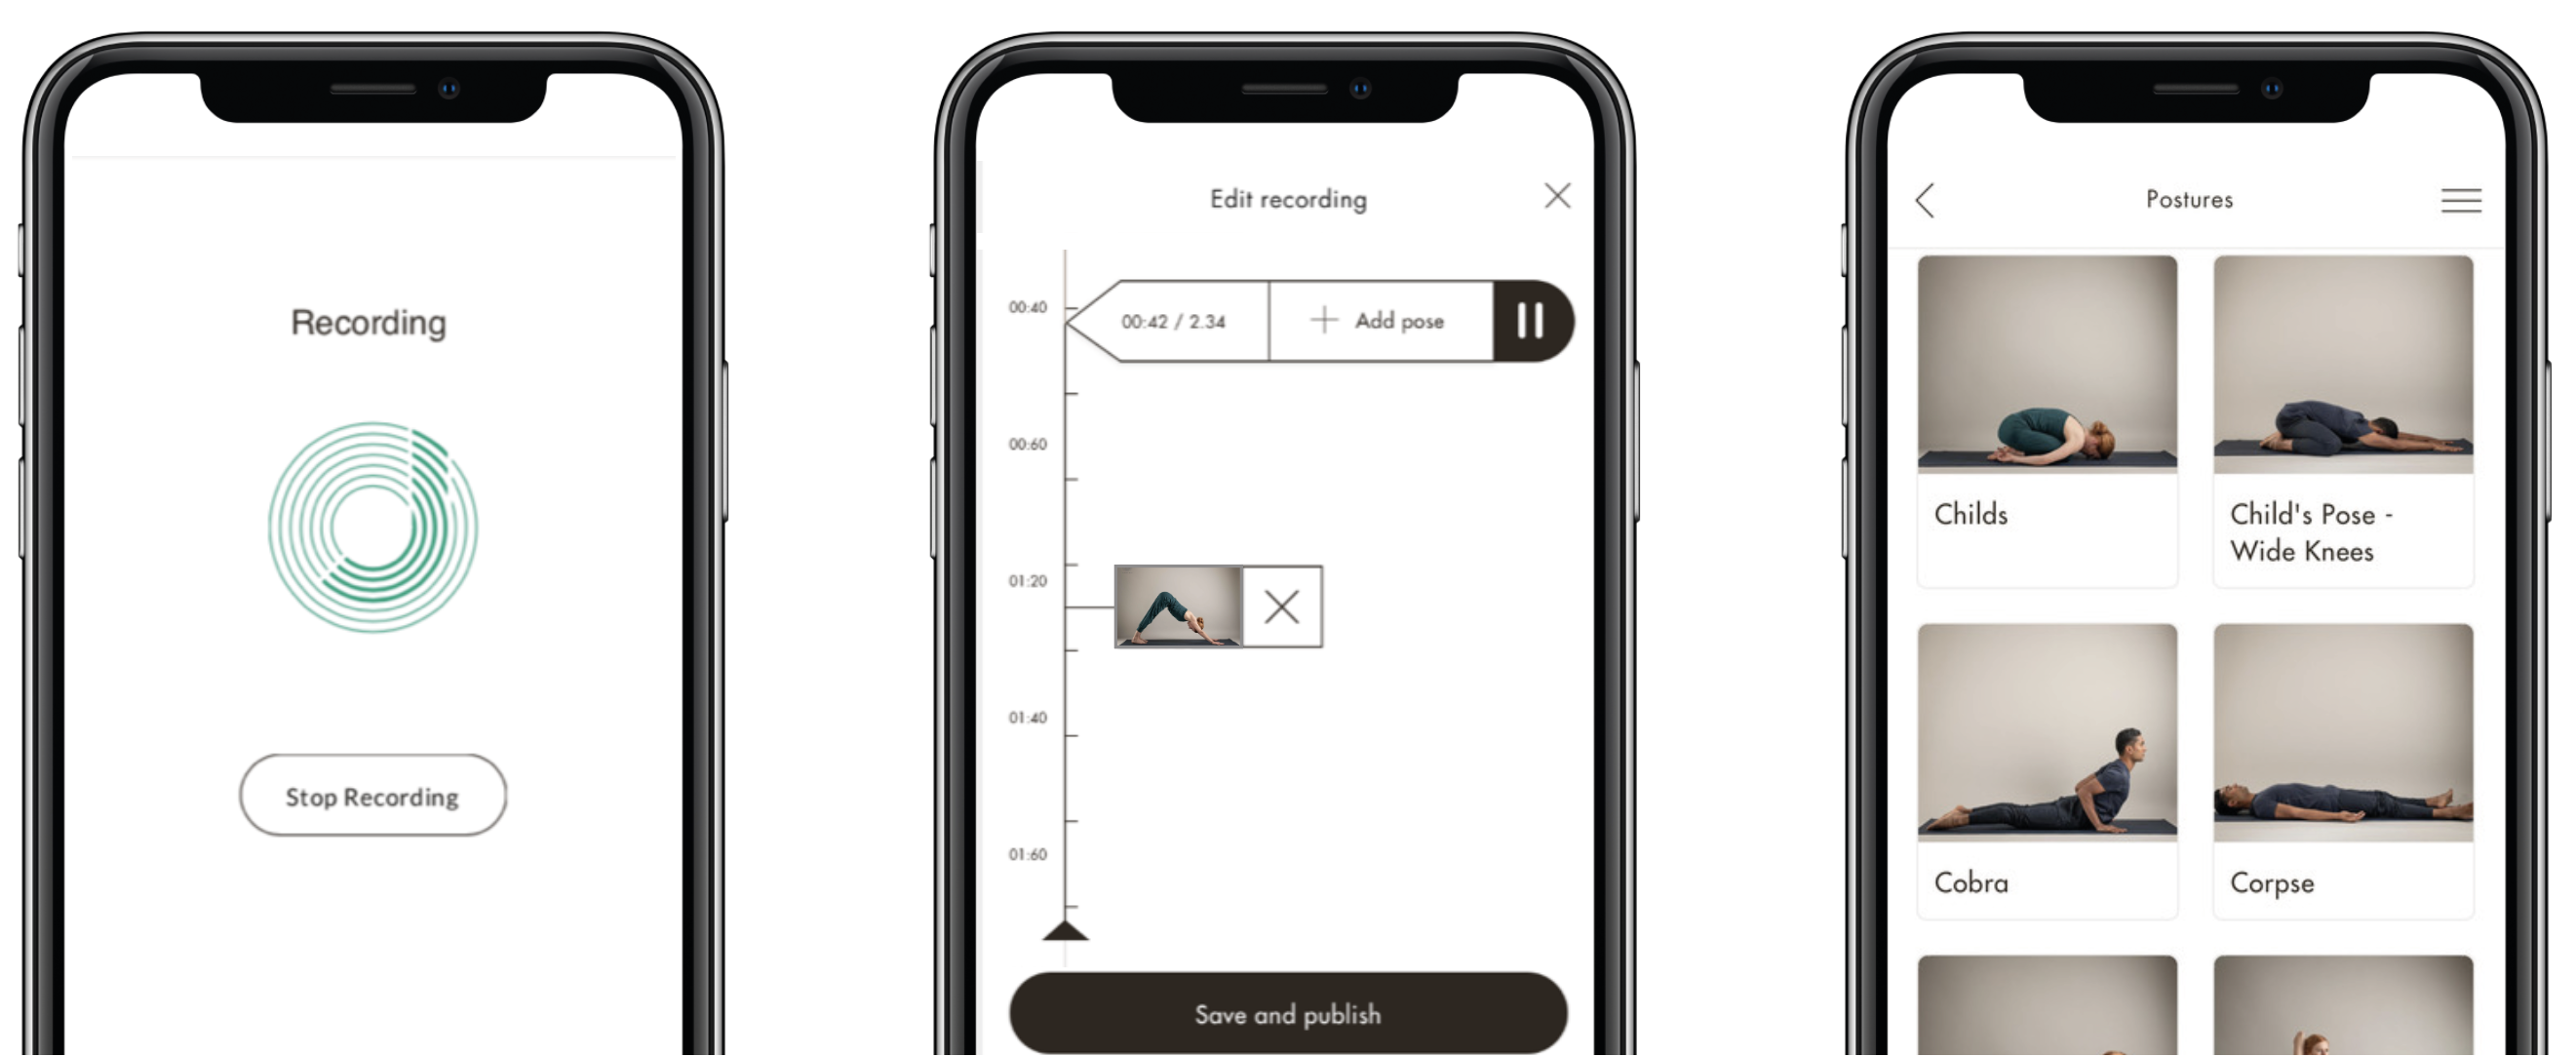 Recording
Stop Recording
Edit recording
00:40
00:42 / 2.34
Add pose
00:60
01:20
01:40
01:60
Save and publish
Postures
Childs
Child's Pose -
Wide Knees
Cobra
Corpse